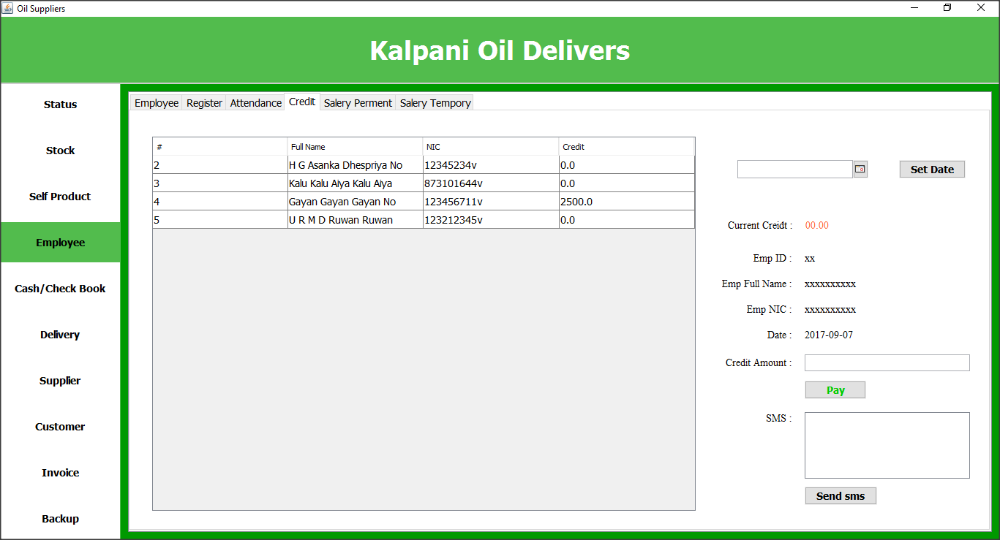 Oil Suppliers
Kalpani Oil Delivers
Status
Stock
Self Product
Employee
Cash/Check Book
Delivery
Supplier
Customer
Invoice
Backup
Employee Register Attendance Credit Salery Perment Salery Tempory
# Full Name NIC Credit
2 H G Asanka Dhespriya No 12345234v 0.0
3 Kalu Kalu Aiya Kalu Aiya 873101644v 0.0
4 Gayan Gayan Gayan No 123456711v 2500.0
5 U R M D Ruwan Ruwan 123212345v 0.0
Set Date
Current Creidt : 00.00
Emp ID : xx
Emp Full Name : xxxxxxxxxx
Emp NIC : xxxxxxxxxx
Date : 2017-09-07
Credit Amount :
Pay
SMS :
Send sms